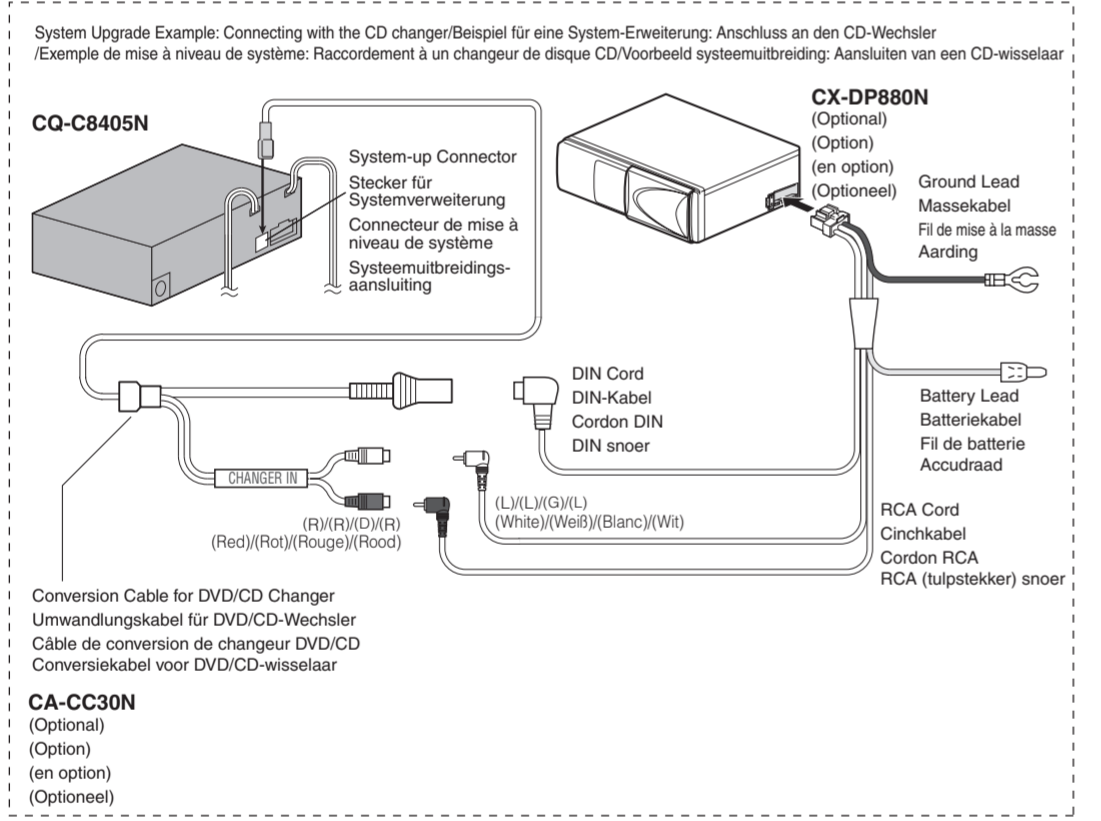 System Upgrade Example: Connecting with the CD changer/Beispiel für eine System-Erweiterung: Anschluss an den CD-Wechsler
/Exemple de mise à niveau de système: Raccordement à un changeur de disque CD/Voorbeeld systeemuitbreiding: Aansluiten van een CD-wisselaar
CQ-C8405N
System-up Connector
Stecker für
Systemverweiterung
Connecteur de mise à
niveau de système
Systeemuitbreidings-
aansluiting
CX-DP880N
(Optional)
(Option)
(en option)
(Optioneel)
Ground Lead
Massekabel
Fil de mise à la masse
Aarding
DIN Cord
DIN-Kabel
Cordon DIN
DIN snoer
Battery Lead
Batteriekabel
Fil de batterie
Accudraad
CHANGER IN
(R)/(R)/(D)/(R)
(Red)/(Rot)/(Rouge)/(Rood)
(L)/(L)/(G)/(L)
(White)/(Weiß)/(Blanc)/(Wit)
RCA Cord
Cinchkabel
Cordon RCA
RCA (tulpstekker) snoer
Conversion Cable for DVD/CD Changer
Umwandlungskabel für DVD/CD-Wechsler
Câble de conversion de changeur DVD/CD
Conversiekabel voor DVD/CD-wisselaar
CA-CC30N
(Optional)
(Option)
(en option)
(Optioneel)